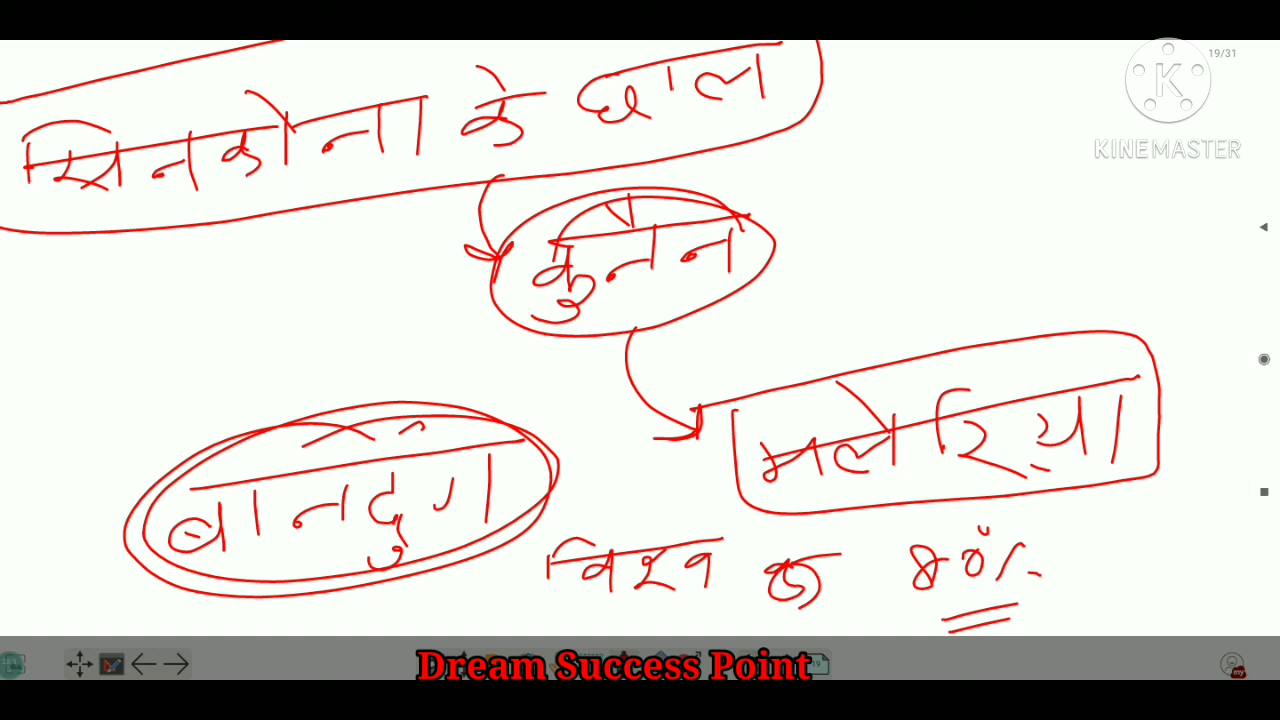 19/31
KINEMASTER
सिनकोना के छाल
कुनैन
मलेरिया
बानदुंग
विश्व के 80%
Dream Success Point